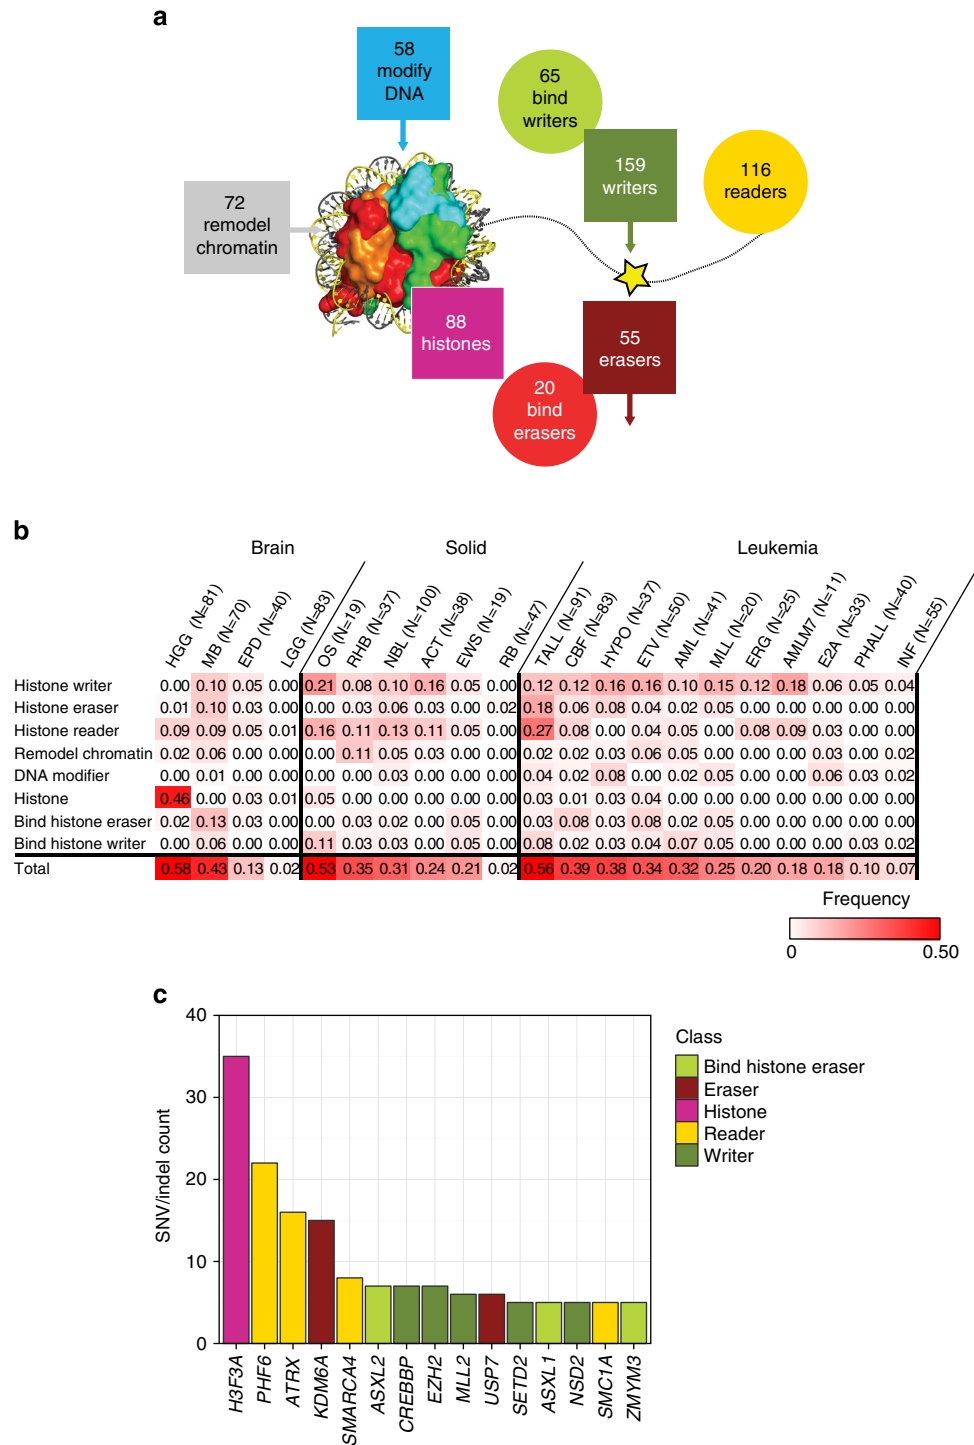 a
58
modify
DNA
65
bind
writers
159
writers
116
readers
72
remodel
chromatin
88
histones
55
erasers
20
bind
erasers
b
Brain Solid Leukemia
HGG (N=81) MB (N=70) EPD (N=40) LGG (N=83) OS (N=19) RHB (N=37) NBL (N=100) ACT (N=38) EWS (N=19) RB (N=47) TALL (N=91) CBF (N=83) HYPO (N=37) ETV (N=50) AML (N=41) MLL (N=20) ERG (N=25) AMLM7 (N=11) E2A (N=33) PHALL (N=40) INF (N=55)
Histone writer 0.00 0.10 0.05 0.00 0.21 0.08 0.10 0.16 0.05 0.00 0.12 0.12 0.16 0.16 0.10 0.15 0.12 0.18 0.06 0.05 0.04
Histone eraser 0.01 0.10 0.03 0.00 0.00 0.03 0.06 0.03 0.00 0.02 0.18 0.06 0.08 0.04 0.02 0.05 0.00 0.00 0.00 0.00 0.00
Histone reader 0.09 0.09 0.05 0.01 0.16 0.11 0.13 0.11 0.05 0.00 0.27 0.08 0.00 0.04 0.05 0.00 0.08 0.09 0.03 0.00 0.00
Remodel chromatin 0.02 0.06 0.00 0.00 0.00 0.11 0.05 0.03 0.00 0.00 0.02 0.02 0.03 0.06 0.05 0.00 0.00 0.00 0.03 0.00 0.02
DNA modifier 0.00 0.01 0.00 0.00 0.00 0.00 0.03 0.00 0.00 0.00 0.04 0.02 0.08 0.00 0.02 0.05 0.00 0.00 0.06 0.03 0.02
Histone 0.46 0.00 0.03 0.01 0.05 0.00 0.00 0.00 0.00 0.00 0.03 0.01 0.03 0.04 0.00 0.00 0.00 0.00 0.00 0.00 0.00
Bind histone eraser 0.02 0.13 0.03 0.00 0.00 0.03 0.02 0.00 0.05 0.00 0.03 0.08 0.03 0.08 0.02 0.05 0.00 0.00 0.00 0.00 0.00
Bind histone writer 0.00 0.06 0.00 0.00 0.11 0.03 0.03 0.00 0.05 0.00 0.08 0.02 0.03 0.04 0.07 0.05 0.00 0.00 0.00 0.03 0.00
Total 0.58 0.43 0.13 0.02 0.53 0.35 0.31 0.24 0.21 0.02 0.56 0.39 0.38 0.34 0.32 0.25 0.20 0.18 0.18 0.10 0.07
Frequency
0 0.50
c
40
30
20
10
0
SNV/indel count
H3F3A PHF6 ATRX KDM6A SMARCA4 ASXL2 CREBBP EZH2 MLL2 USP7 SETD2 ASXL1 NSD2 SMC1A ZMYM3
Class
Bind histone eraser
Eraser
Histone
Reader
Writer